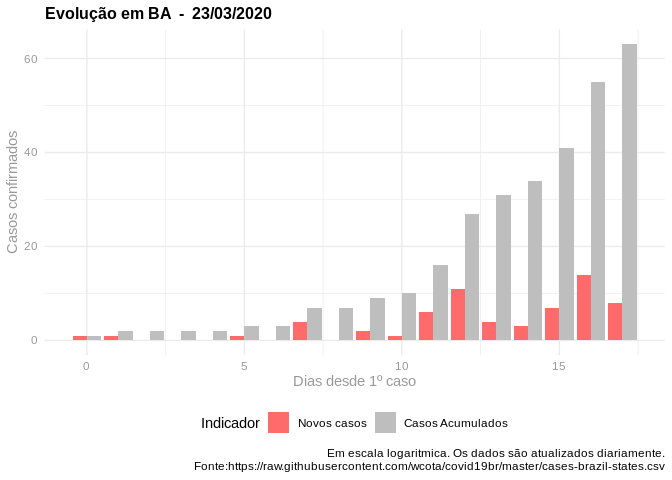 Evolução em BA - 23/03/2020
Casos confirmados
60
40
20
0
0
5
10
15
Dias desde 1º caso
Indicador
Novos casos
Casos Acumulados
Em escala logaritmica. Os dados são atualizados diariamente.
Fonte:https://raw.githubusercontent.com/wcota/covid19br/master/cases-brazil-states.csv